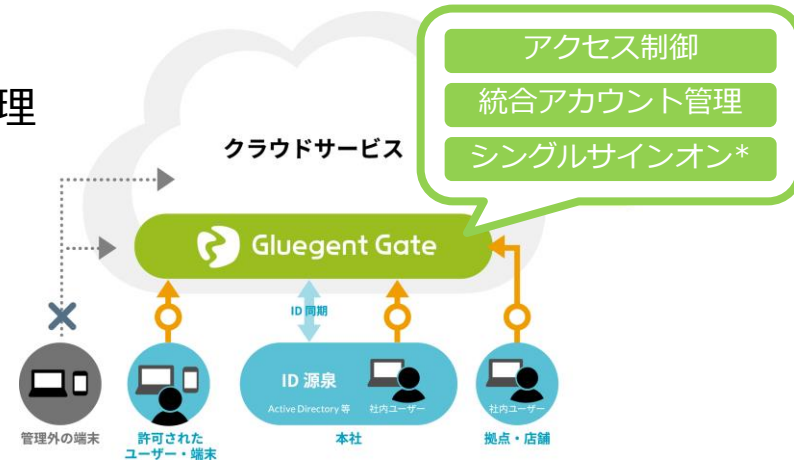 アクセス制御
統合アカウント管理
シングルサインオン*
理
クラウドサービス
Gluegent Gate
ID 同期
ID 源泉
Active Directory 等
社内ユーザー
社内ユーザー
管理外の端末
許可された
ユーザー・端末
本社
拠点・店舗